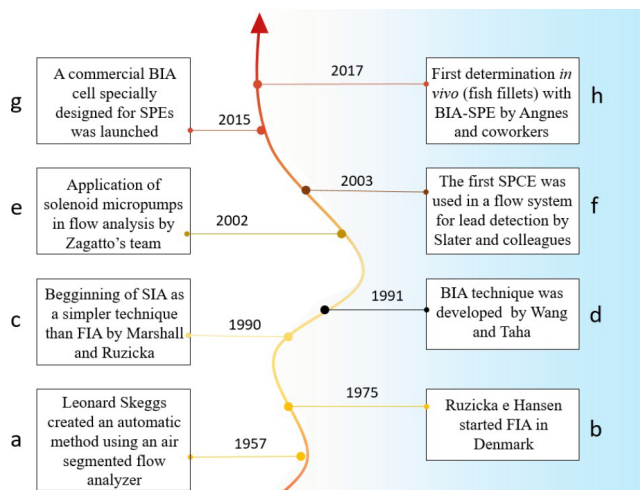 2017
g
A commercial BIA
cell specially
designed for SPEs
was launched
First determination in
vivo (fish fillets) with
BIA-SPE by Angnes
and coworkers
h
2015
e
Application of
solenoid micropumps
in flow analysis by
Zagatto's team
2003
The first SPCE was
used in a flow system
for lead detection by
Slater and colleagues
f
2002
c
Beggining of SIA as
a simpler technique
than FIA by Marshall
and Ruzicka
1991
BIA technique was
developed by Wang
and Taha
d
1990
a
Leonard Skeggs
created an automatic
method using an air
segmented flow
analyzer
1975
Ruzicka e Hansen
started FIA in
Denmark
b
1957